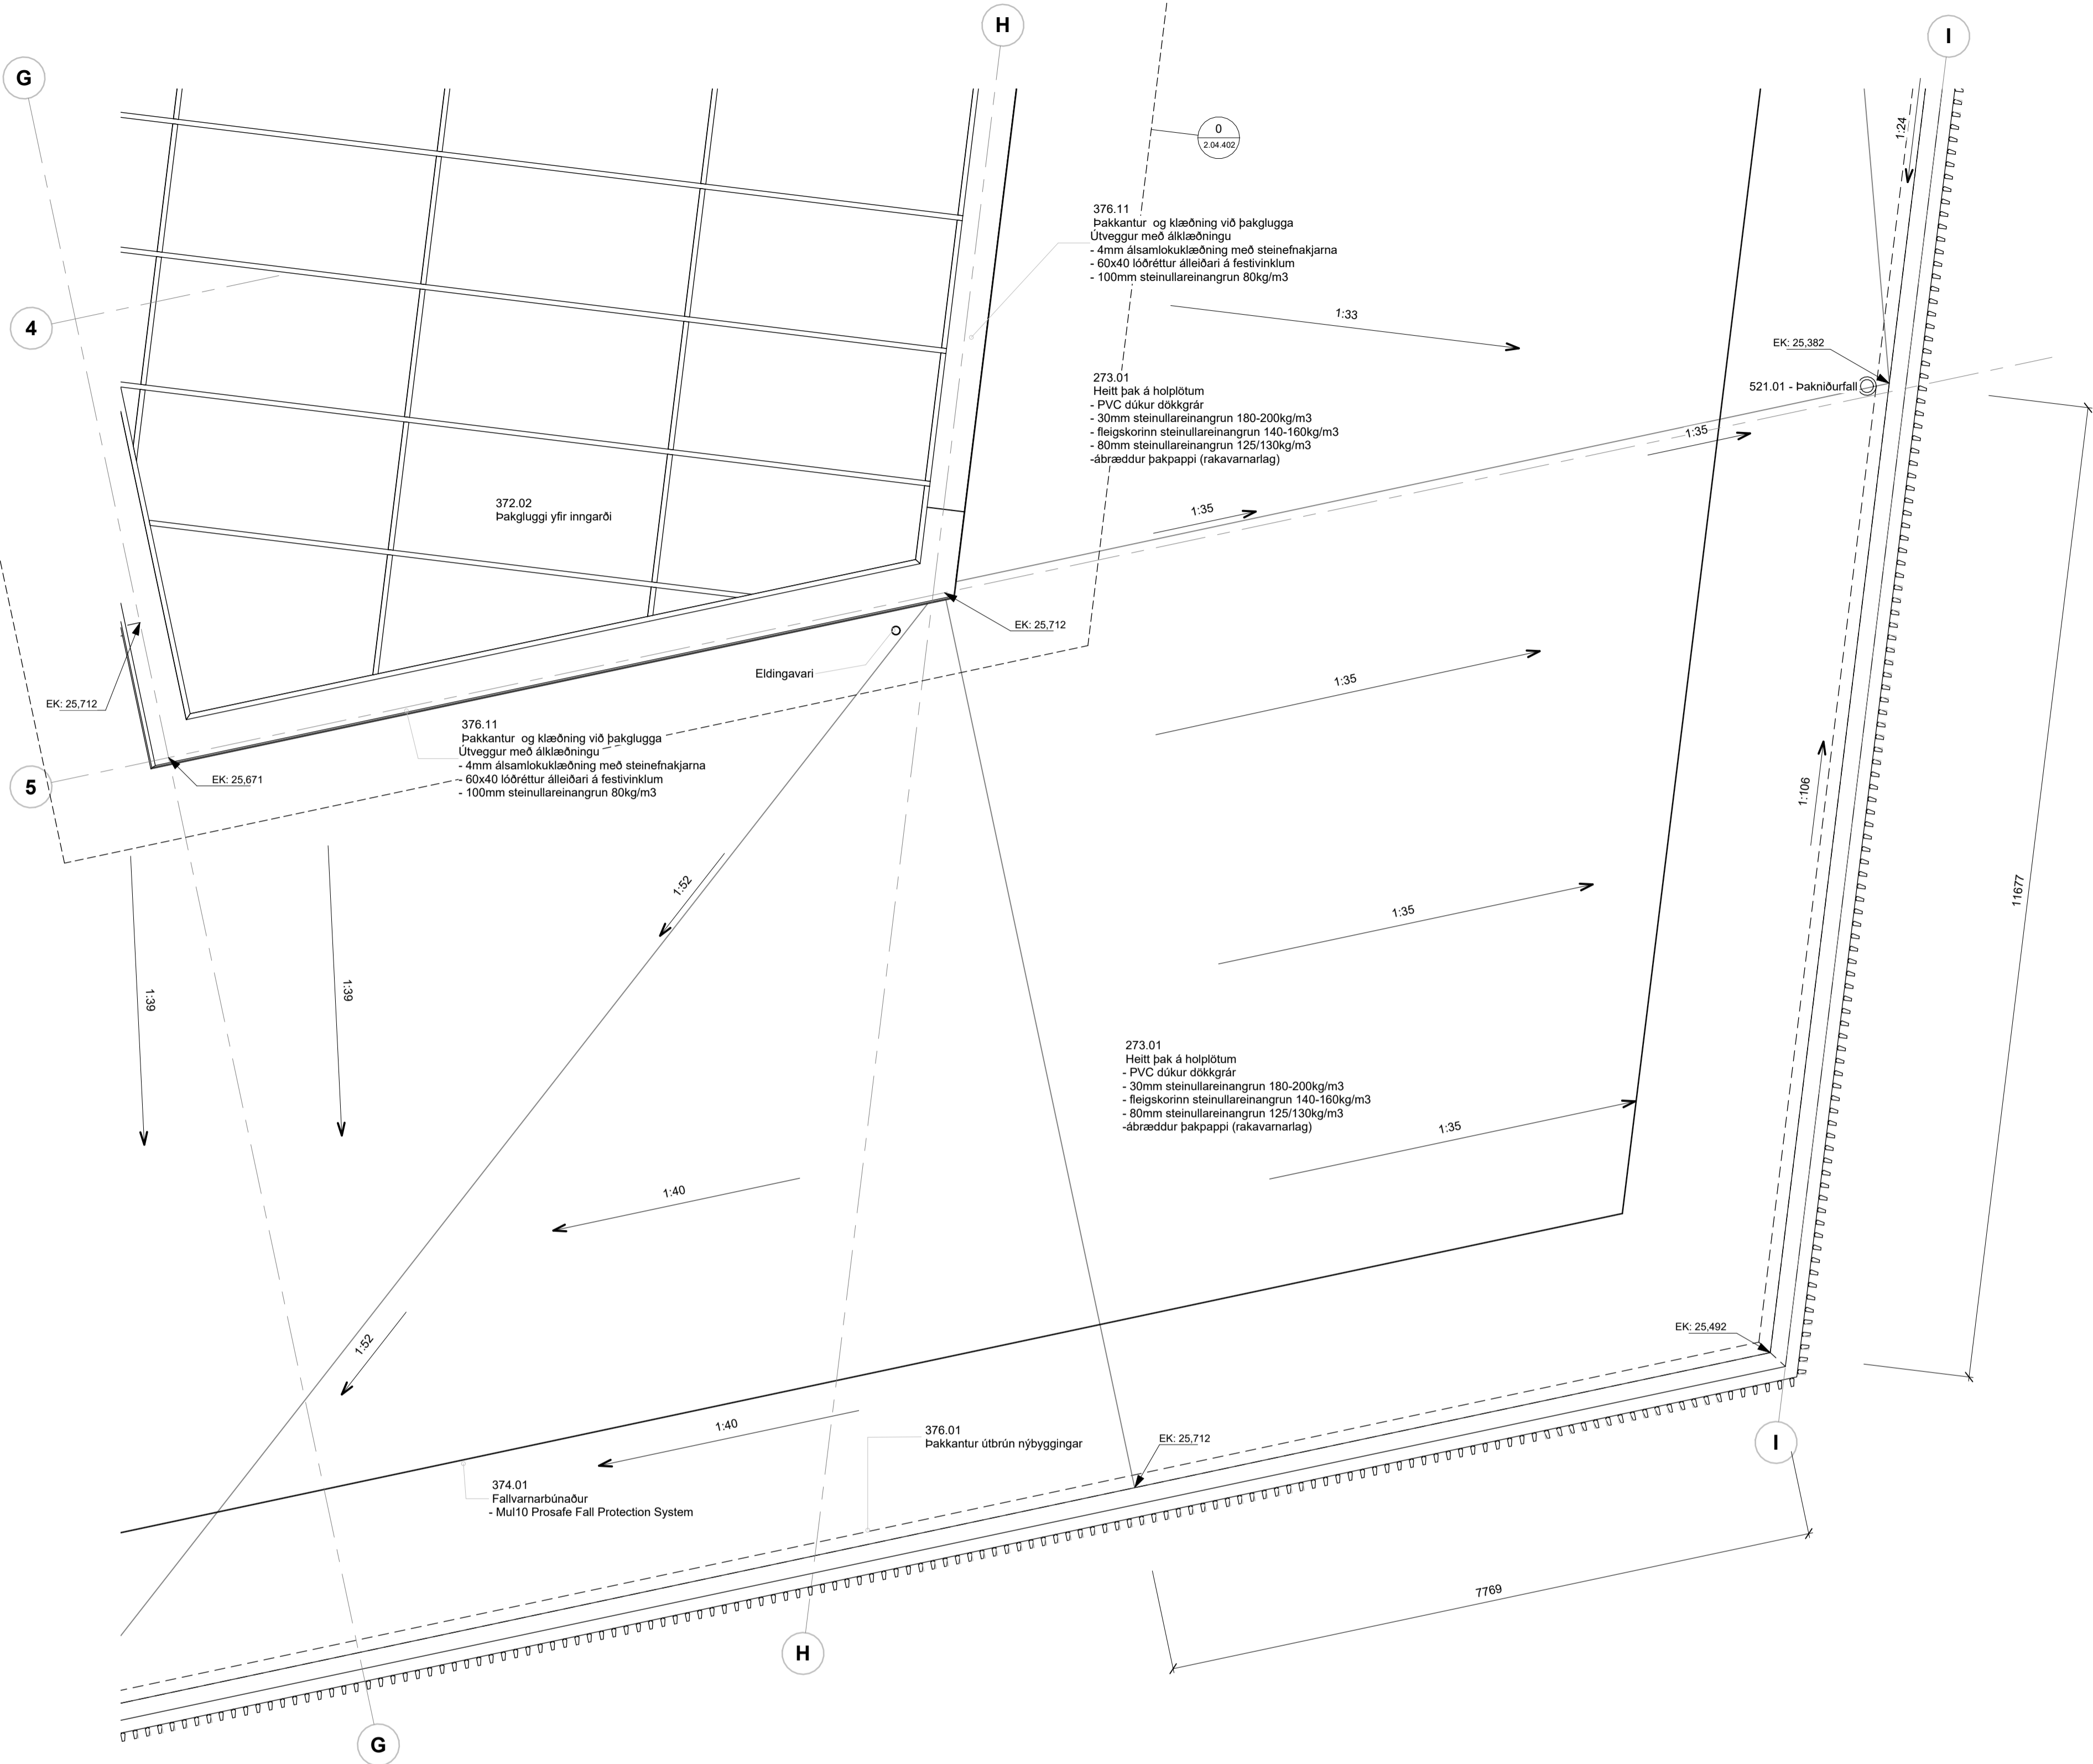 H
I
G
0
2.04.402
1:24
376.11
Þakkantur og klæðning við þakglugga
Útveggur með álklæðningu
- 4mm álsamlokuklæðning með steinefnakjarna
- 60x40 lóðréttur álleiðari á festivinklum
- 100mm steinullareinangrun 80kg/m3
4
1:33
EK: 25,382
521.01 - Þakniðurfall
273.01
Heitt þak á holplötum
- PVC dúkur dökkgrár
- 30mm steinullareinangrun 180-200kg/m3
- fleigskorinn steinullareinangrun 140-160kg/m3
- 80mm steinullareinangrun 125/130kg/m3
-ábræddur þakpappi (rakavarnarlag)
1:35
372.02
Þakgluggi yfir inngarði
1:35
EK: 25,712
Eldingavari
1:35
EK: 25,712
376.11
Þakkantur og klæðning við þakglugga
Útveggur með álklæðningu
- 4mm álsamlokuklæðning með steinefnakjarna
- 60x40 lóðréttur álleiðari á festivinklum
- 100mm steinullareinangrun 80kg/m3
5
EK: 25,671
1:106
11677
1:52
1:35
1:39
1:39
273.01
Heitt þak á holplötum
- PVC dúkur dökkgrár
- 30mm steinullareinangrun 180-200kg/m3
- fleigskorinn steinullareinangrun 140-160kg/m3
- 80mm steinullareinangrun 125/130kg/m3
-ábræddur þakpappi (rakavarnarlag)
1:35
1:40
EK: 25,492
1:52
1:40
376.01
Þakkantur útbrún nýbyggingar
EK: 25,712
I
374.01
Fallvarnarbúnaður
- Mul10 Prosafe Fall Protection System
7769
H
G